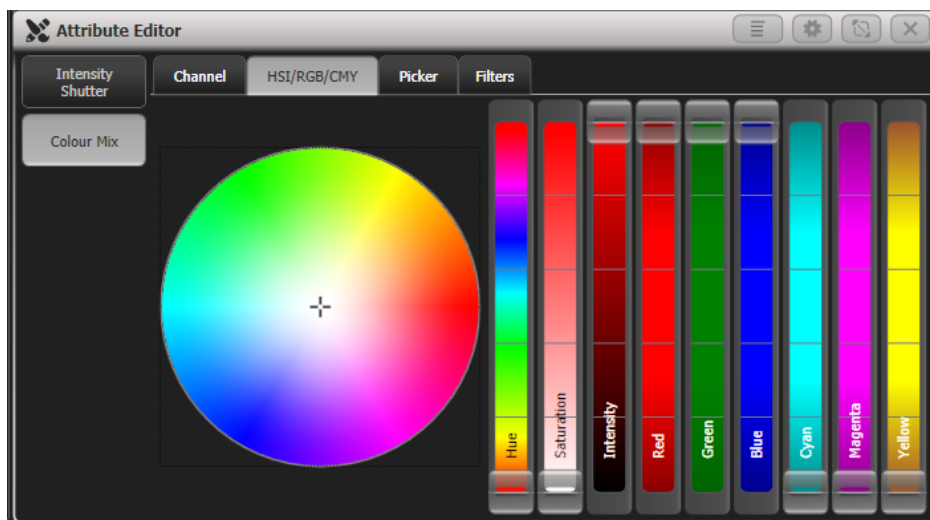 Attribute Editor
Intensity
Shutter
Colour Mix
Channel
HSI/RGB/CMY
Picker
Filters
Hue
Saturation
Intensity
Red
Green
Blue
Cyan
Magenta
Yellow